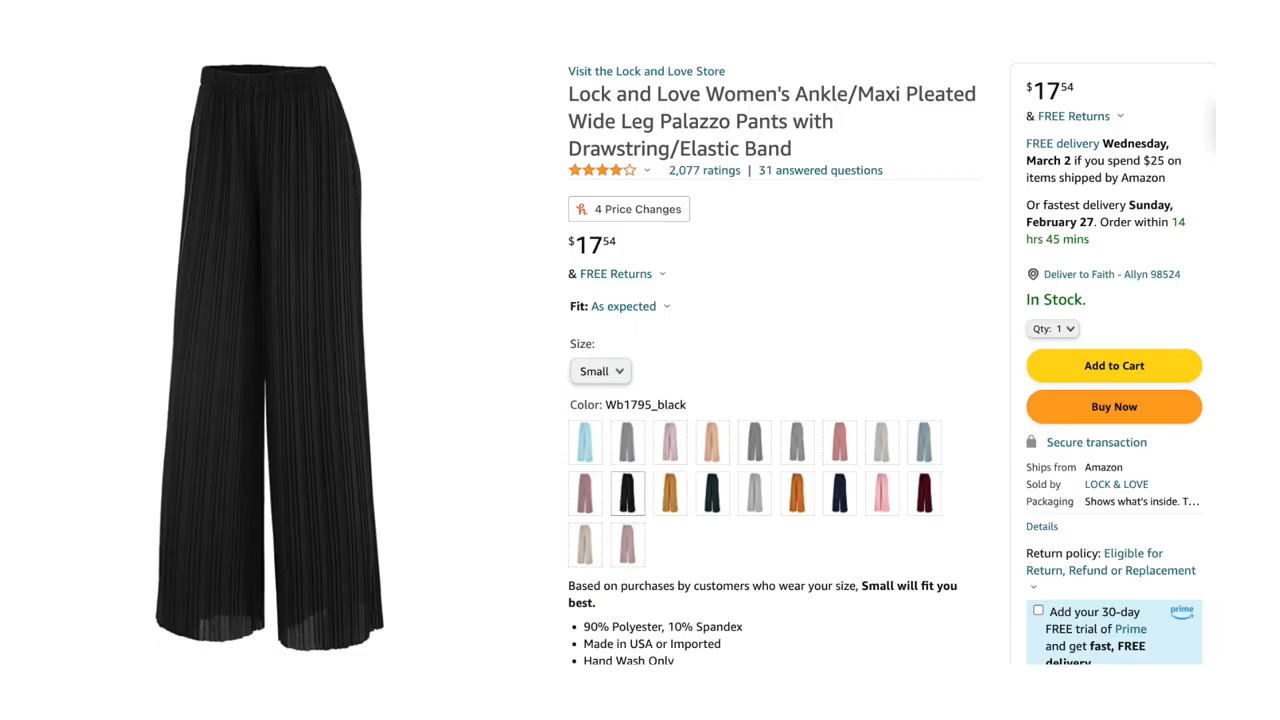 Visit the Lock and Love Store
Lock and Love Women's Ankle/Maxi Pleated
Wide Leg Palazzo Pants with
Drawstring/Elastic Band
2,077 ratings | 31 answered questions
4 Price Changes
$17 54
& FREE Returns
Fit: As expected
Size:
Small
Color: Wb1795_black
Based on purchases by customers who wear your size, Small will fit you
best.
• 90% Polyester, 10% Spandex
• Made in USA or Imported
• Hand Wash Only
$17 54
& FREE Returns
FREE delivery Wednesday,
March 2 if you spend $25 on
items shipped by Amazon
Or fastest delivery Sunday,
February 27. Order within 14
hrs 45 mins
Deliver to Faith - Allyn 98524
In Stock.
Qty: 1
Add to Cart
Buy Now
Secure transaction
Ships from Amazon
Sold by LOCK & LOVE
Packaging Shows what's inside. T...
Details
Return policy: Eligible for
Return, Refund or Replacement
Add your 30-day
prime
FREE trial of Prime
and get fast, FREE
delivery